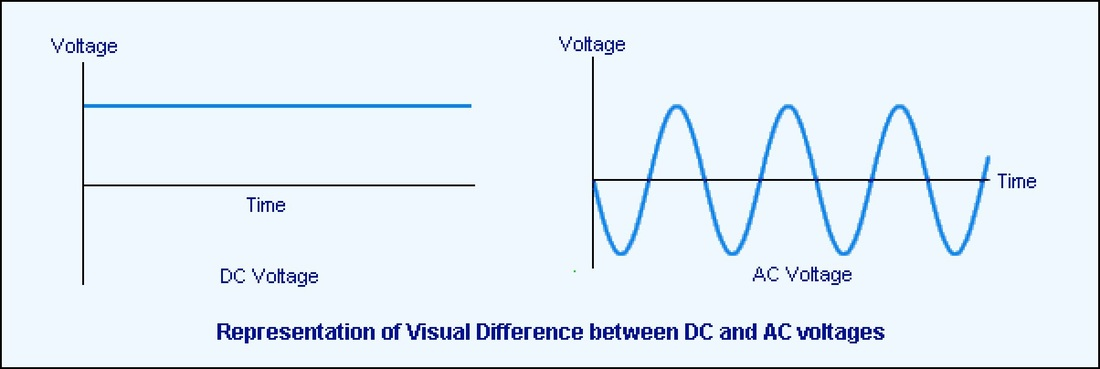 Voltage
Time
DC Voltage
Voltage
Time
AC Voltage
Representation of Visual Difference between DC and AC voltages